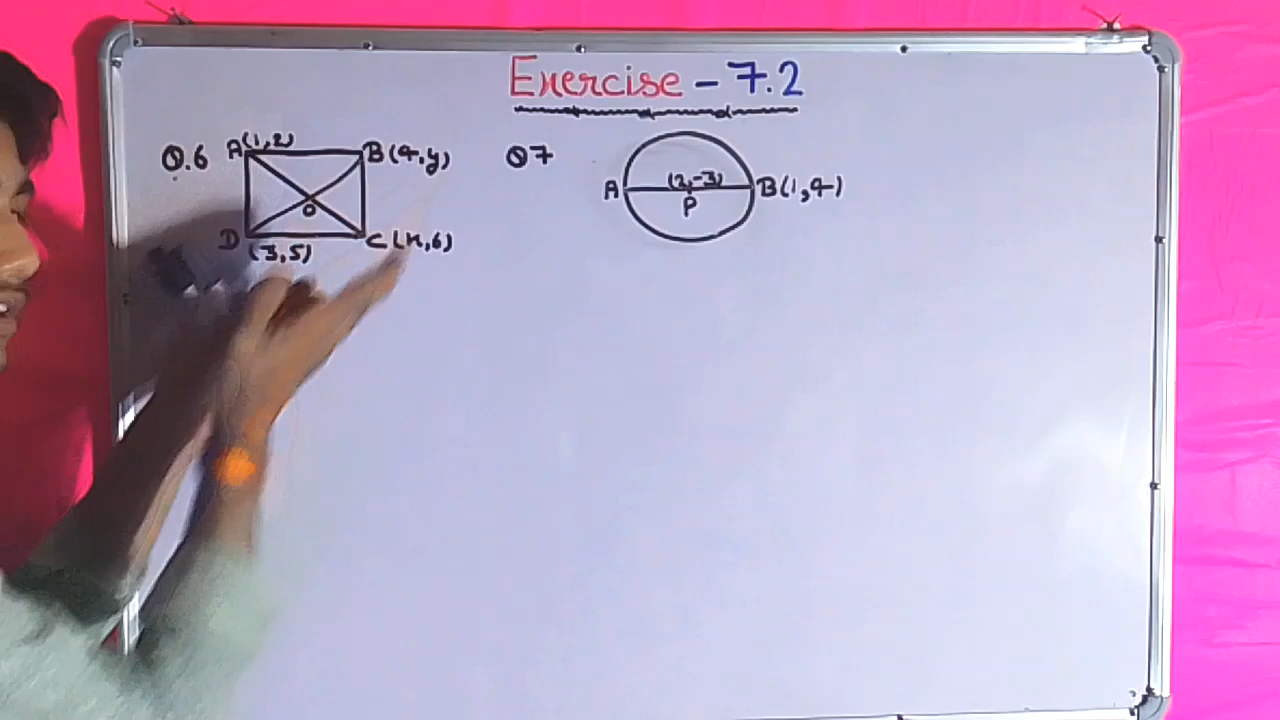 Exercise - 7.2
Q.6 A(1,2) B(4,y)
O
D (3,5) C(x,6)
Q7
A (2,-3) B(1,4)
P